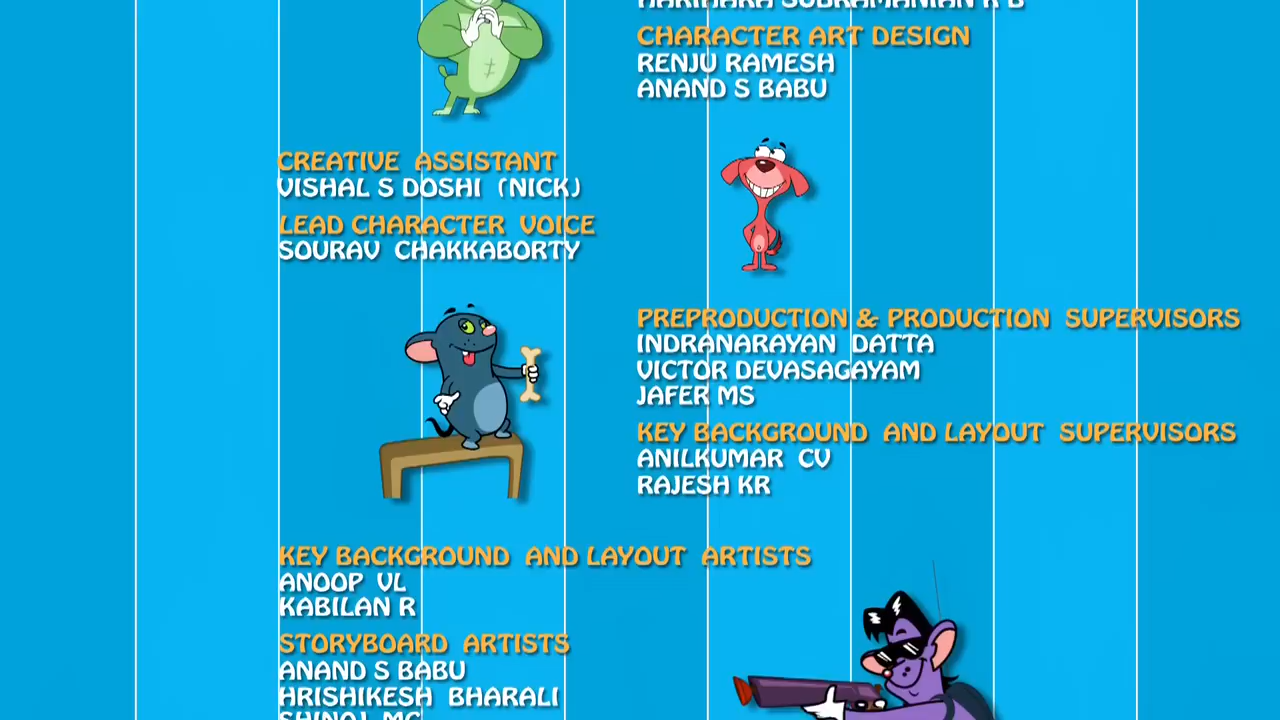 HARIHARA SUBRAMANIAN R B
CHARACTER ART DESIGN
RENJU RAMESH
ANAND S BABU
CREATIVE ASSISTANT
VISHAL S DOSHI (NICK)
LEAD CHARACTER VOICE
SOURAV CHAKKABORTY
PREPRODUCTION & PRODUCTION SUPERVISORS
INDRANARAYAN DATTA
VICTOR DEVASAGAYAM
JAFER MS
KEY BACKGROUND AND LAYOUT SUPERVISORS
ANILKUMAR CV
RAJESH KR
KEY BACKGROUND AND LAYOUT ARTISTS
ANOOP VL
KABILAN R
STORYBOARD ARTISTS
ANAND S BABU
HRISHIKESH BHARALI